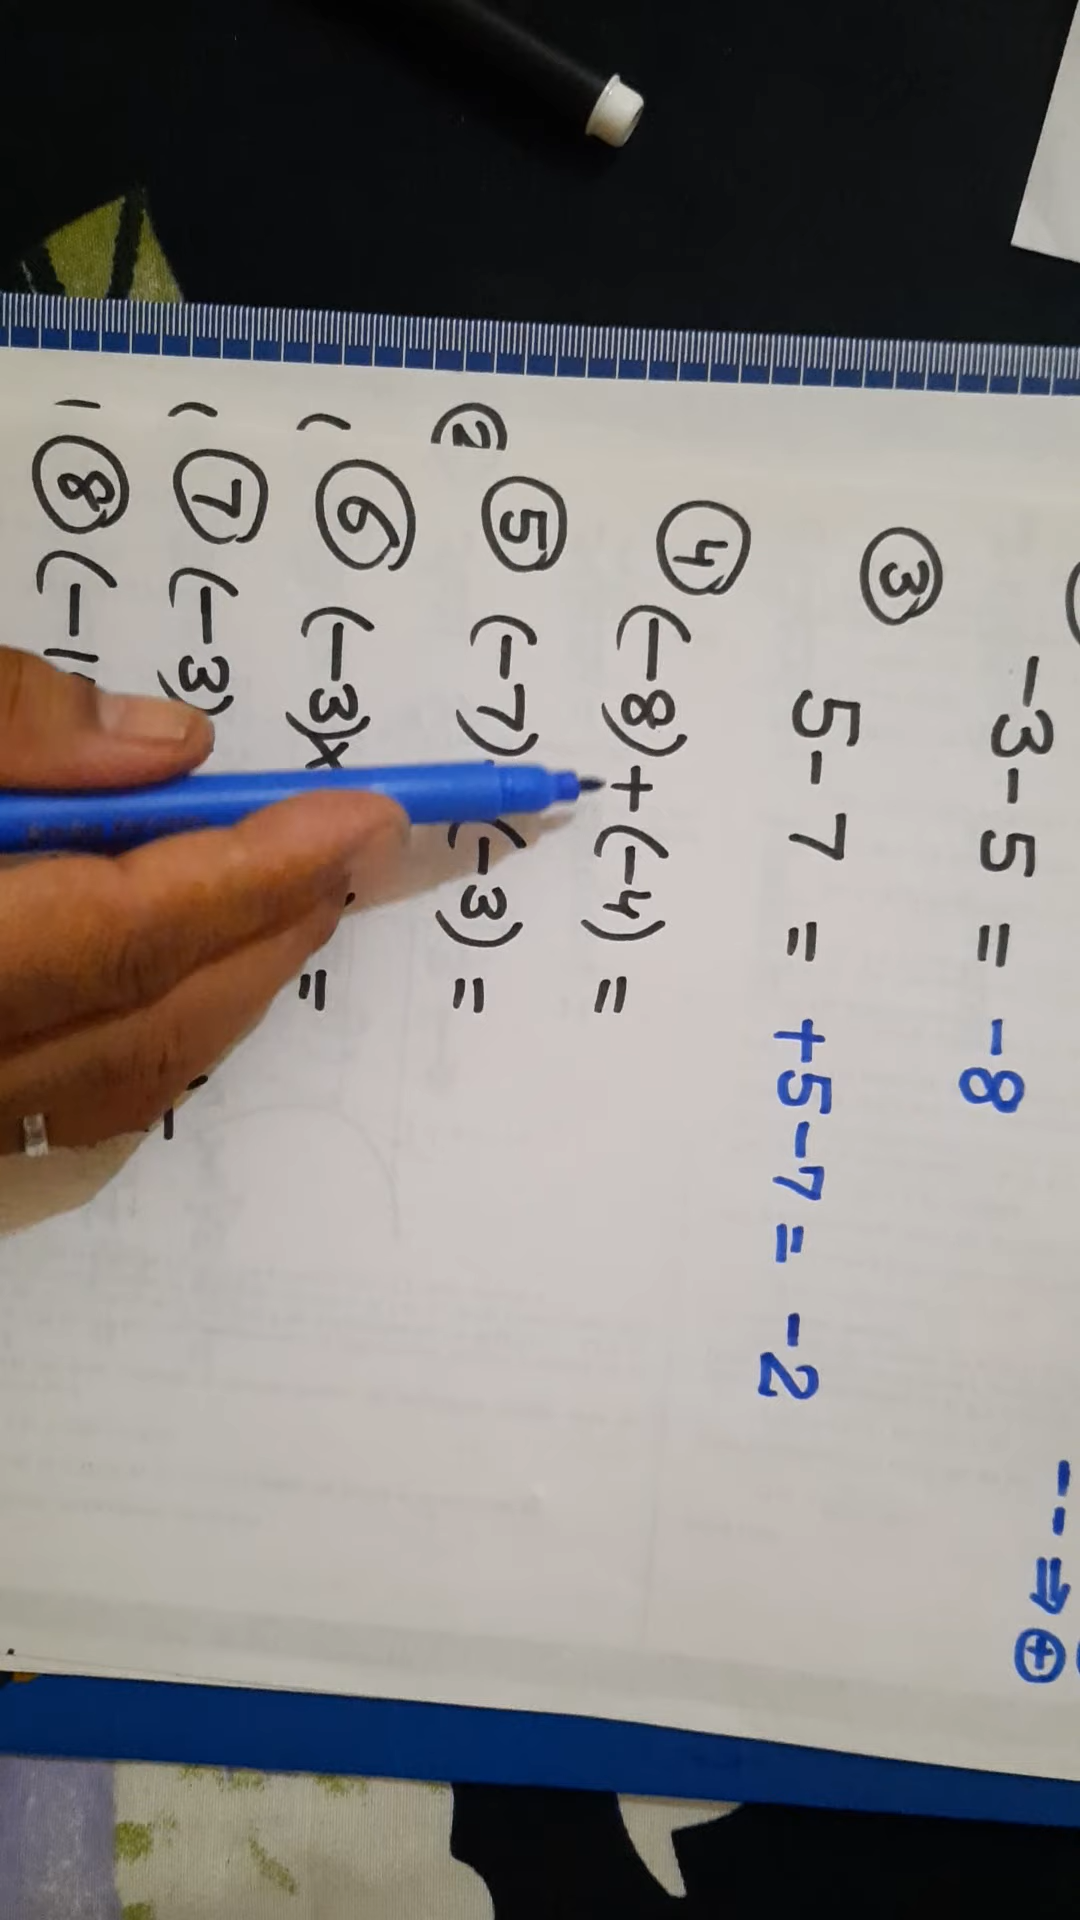 -3-5 = -8
-- ⇒ ⊕
③ 5-7 = +5-7 = -2
④ (-8)+(-4) =
⑤ (-7) (-3) =
(2
⑥ (-3)x =
⑦ (-3)
⑧ (-1